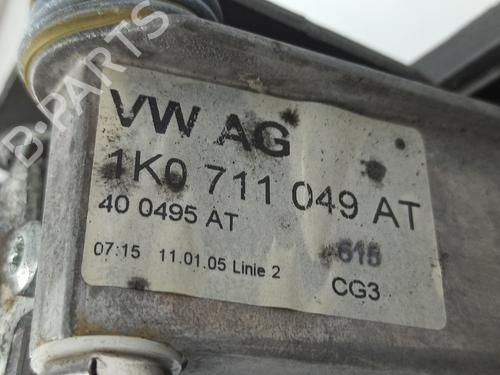 VW AG
1K0 711 049 AT
40 0495 AT 615
07:15 11.01.05 Linie 2 CG3
B-PARTS